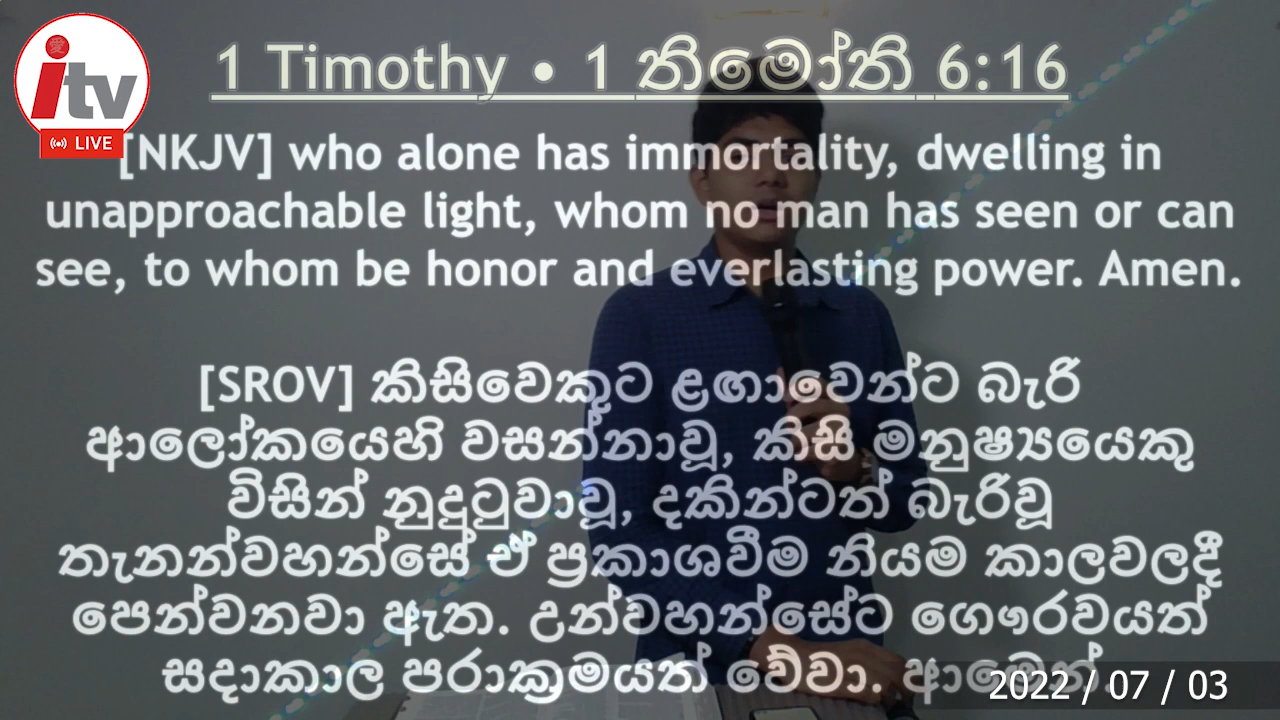 愛
itv
LIVE
1 Timothy • 1 තිමෝති 6:16
[NKJV] who alone has immortality, dwelling in
unapproachable light, whom no man has seen or can
see, to whom be honor and everlasting power. Amen.
[SROV] කිසිවෙකුට ළඟාවෙන්ට බැරි
ආලෝකයෙහි වසන්නාවූ, කිසි මනුෂ්‍යයෙකු
විසින් නුදුටුවාවූ, දකින්ටත් බැරිවූ
තැනන්වහන්සේ ඒ ප්‍රකාශවීම නියම කාලවලදී
පෙන්වනවා ඇත. උන්වහන්සේට ගෞරවයත්
සදාකාල පරාක්‍රමයත් වේවා. ආමෙන්.
2022 / 07 / 03